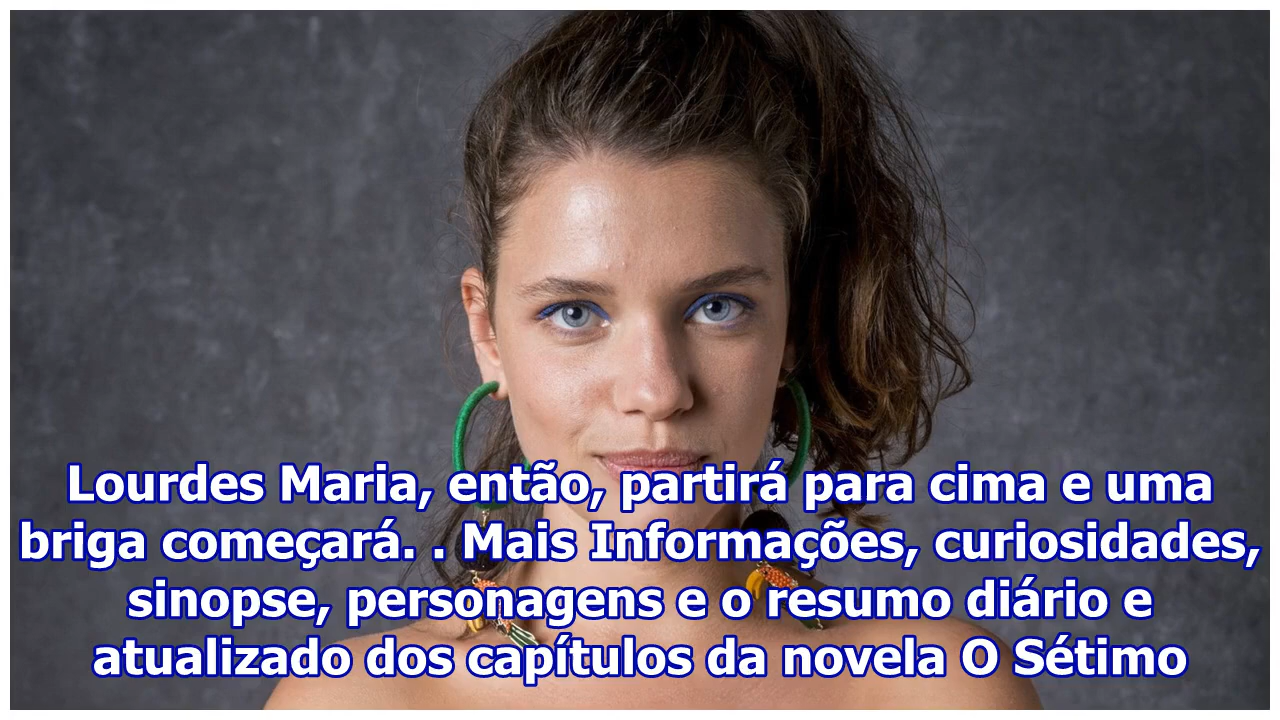 Lourdes Maria, então, partirá para cima e uma
briga começará. . Mais Informações, curiosidades,
sinopse, personagens e o resumo diário e
atualizado dos capítulos da novela O Sétimo